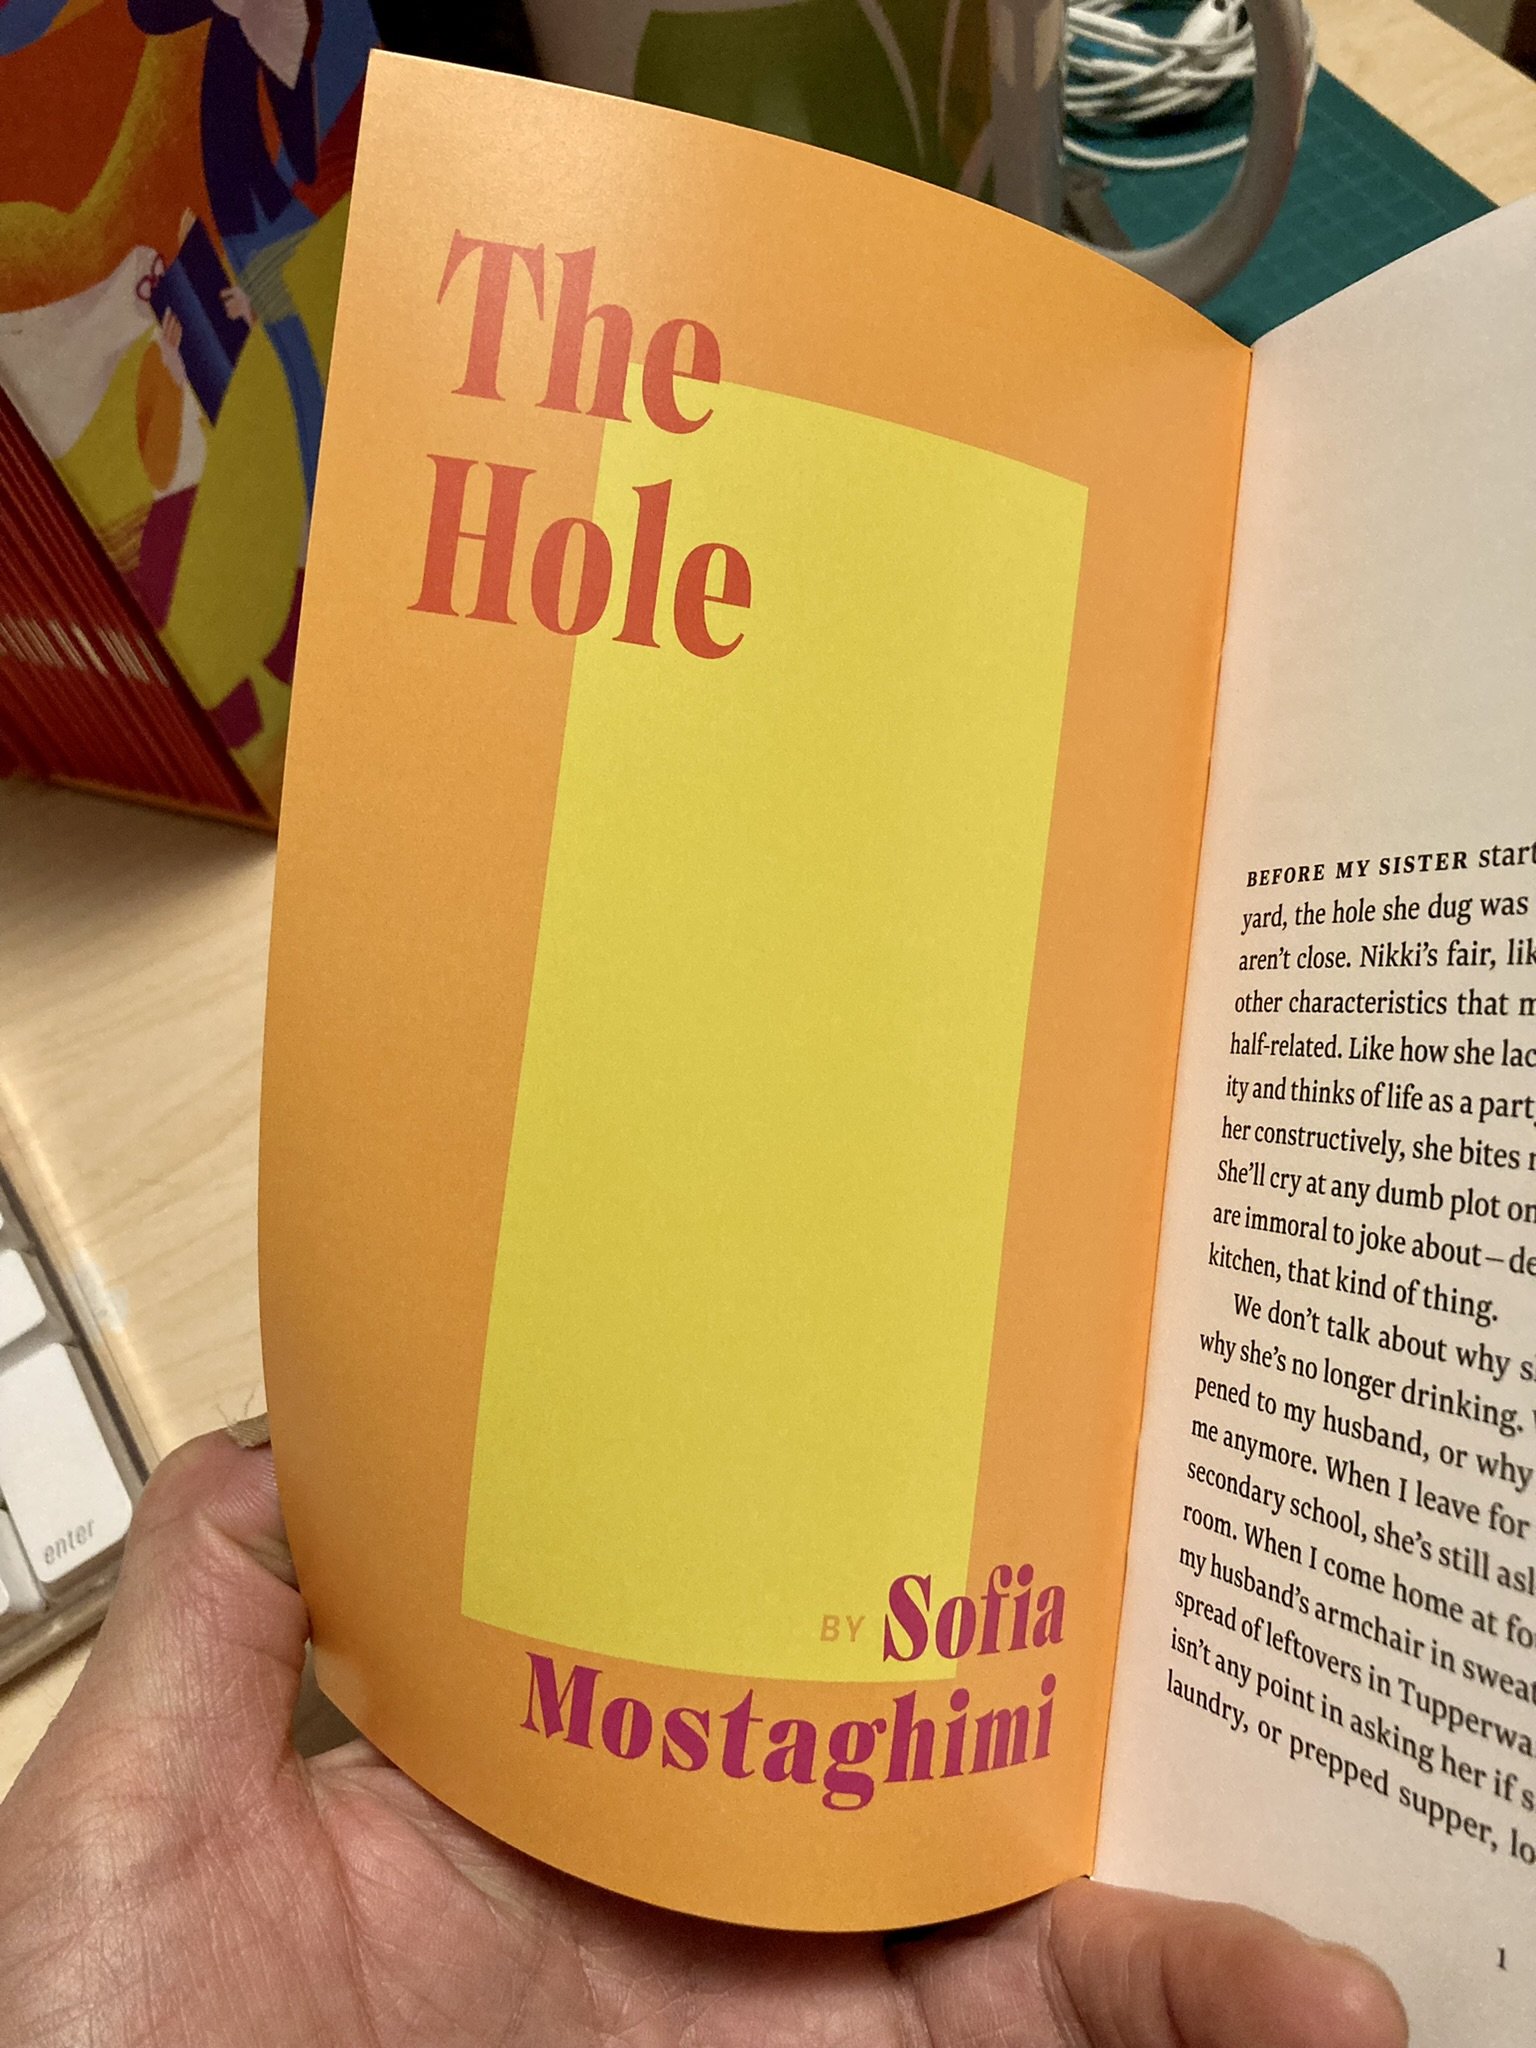 The
Hole
BY Sofia
Mostaghimi
BEFORE MY SISTER start
yard, the hole she dug was
aren't close. Nikki's fair, lik
other characteristics that m
half-related. Like how she lac
ity and thinks of life as a party
her constructively, she bites
She'll cry at any dumb plot on
are immoral to joke about—de
kitchen, that kind of thing.
We don't talk about why s
why she's no longer drinking.
pened to my husband, or why
me anymore. When I leave for
secondary school, she's still asl
room. When I come home at fo
my husband's armchair in sweat
spread of leftovers in Tupperwa
isn't any point in asking her if s
laundry, or prepped supper, lo
1
enter